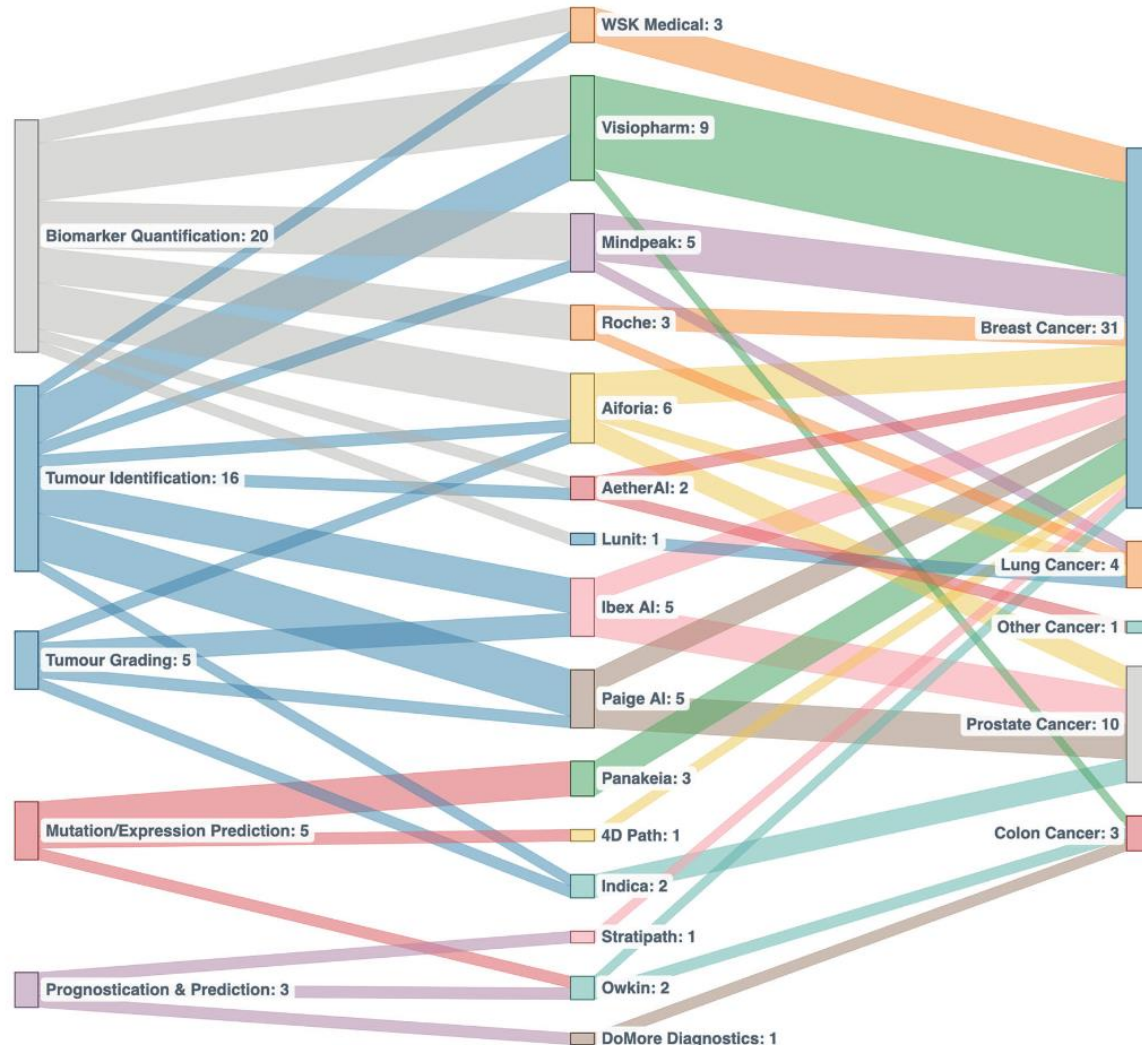 Biomarker Quantification: 20
Tumour Identification: 16
Tumour Grading: 5
Mutation/Expression Prediction: 5
Prognostication & Prediction: 3
WSK Medical: 3
Visiopharm: 9
Mindpeak: 5
Roche: 3
Aiforia: 6
AetherAI: 2
Lunit: 1
Ibex AI: 5
Paige AI: 5
Panakeia: 3
4D Path: 1
Indica: 2
Stratipath: 1
Owkin: 2
DoMore Diagnostics: 1
Breast Cancer: 31
Lung Cancer: 4
Other Cancer: 1
Prostate Cancer: 10
Colon Cancer: 3